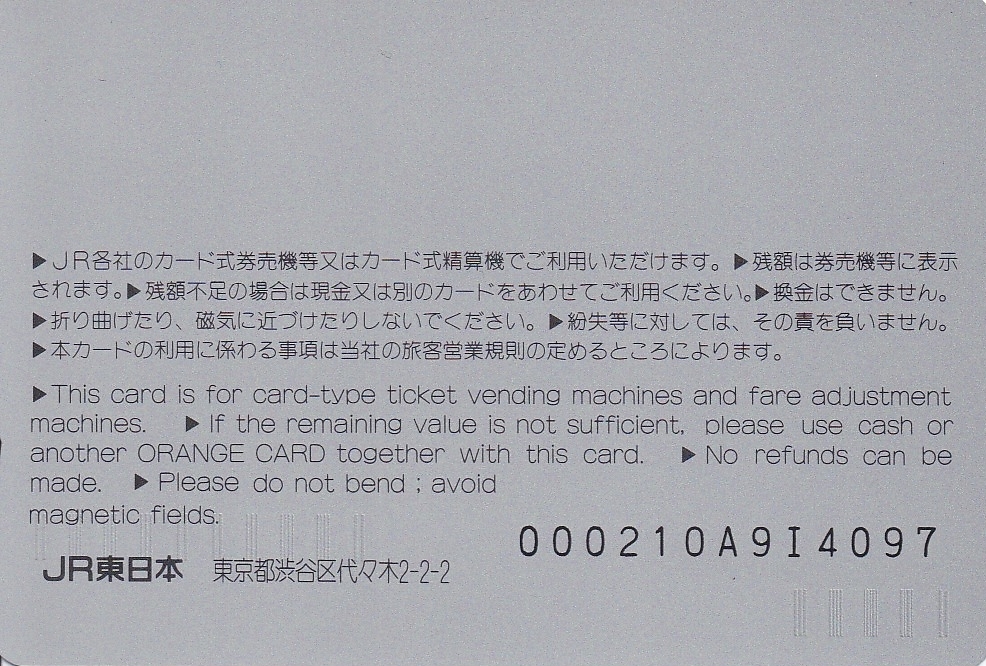 ▶JR各社のカード式券売機等又はカード式精算機でご利用いただけます。▶残額は券売機等に表示
されます。▶残額不足の場合は現金又は別のカードをあわせてご利用ください。▶換金はできません。
▶折り曲げたり、磁気に近づけたりしないでください。▶紛失等に対しては、その責を負いません。
▶本カードの利用に係わる事項は当社の旅客営業規則の定めるところによります。
▶This card is for card-type ticket vending machines and fare adjustment
machines. ▶If the remaining value is not sufficient, please use cash or
another ORANGE CARD together with this card. ▶No refunds can be
made. ▶Please do not bend ; avoid
magnetic fields.
000210A9I4097
JR東日本 東京都渋谷区代々木2-2-2